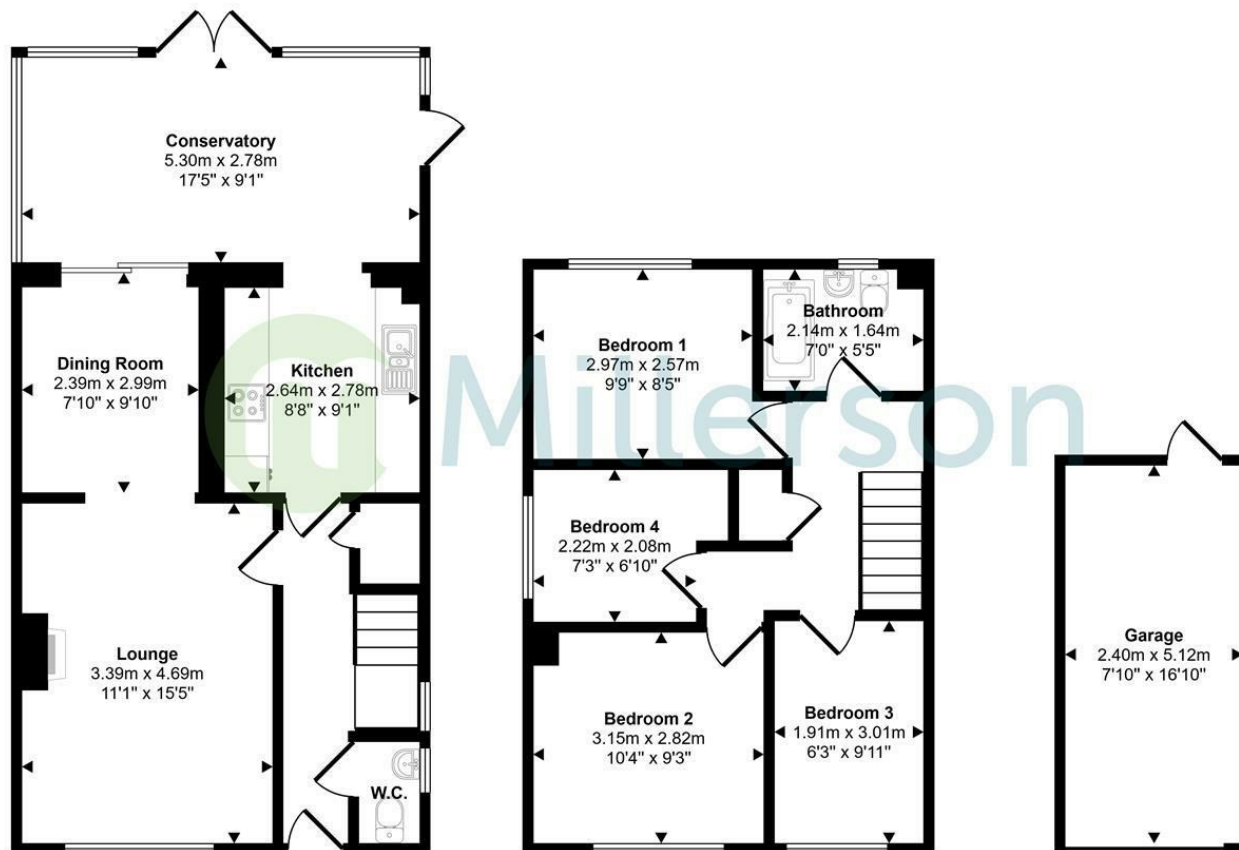 Conservatory
5.30m x 2.78m
17'5" x 9'1"
Dining Room
2.39m x 2.99m
7'10" x 9'10"
Kitchen
2.64m x 2.78m
8'8" x 9'1"
Lounge
3.39m x 4.69m
11'1" x 15'5"
W.C.
Bedroom 1
2.97m x 2.57m
9'9" x 8'5"
Bathroom
2.14m x 1.64m
7'0" x 5'5"
Bedroom 4
2.22m x 2.08m
7'3" x 6'10"
Bedroom 2
3.15m x 2.82m
10'4" x 9'3"
Bedroom 3
1.91m x 3.01m
6'3" x 9'11"
Garage
2.40m x 5.12m
7'10" x 16'10"
Millerson